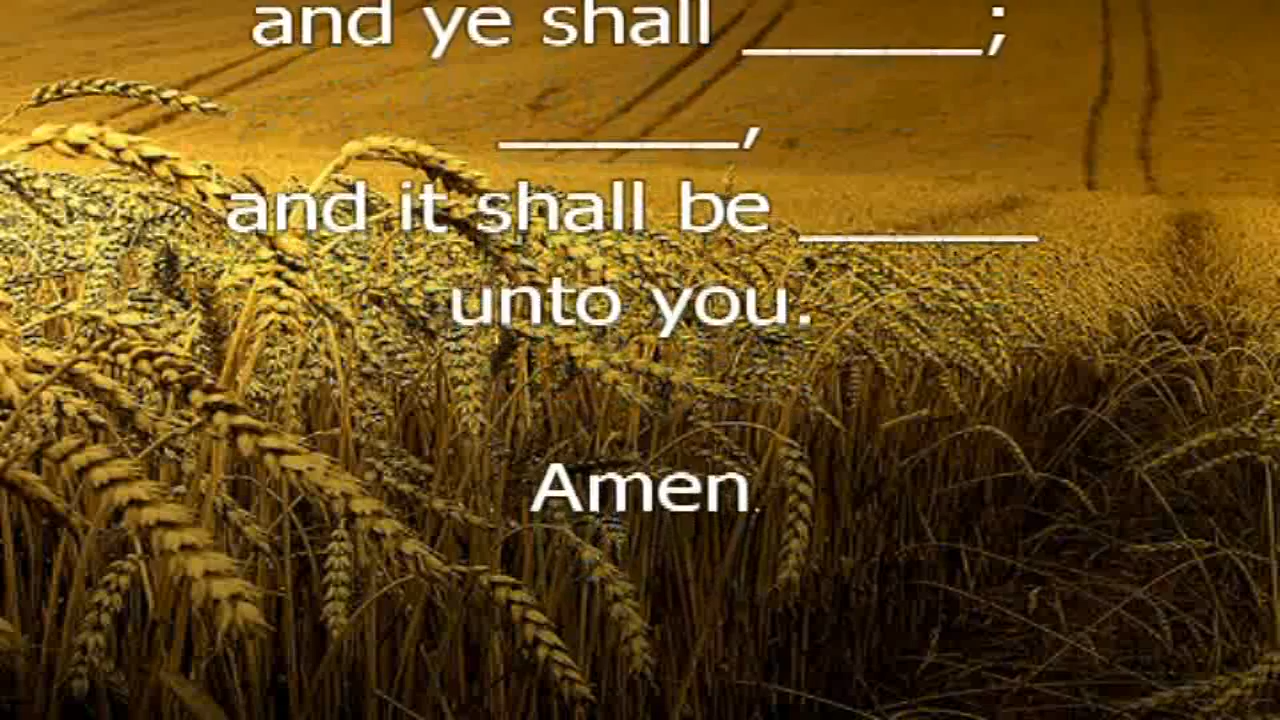 and ye shall ______;
______,
and it shall be ______
unto you.
Amen.